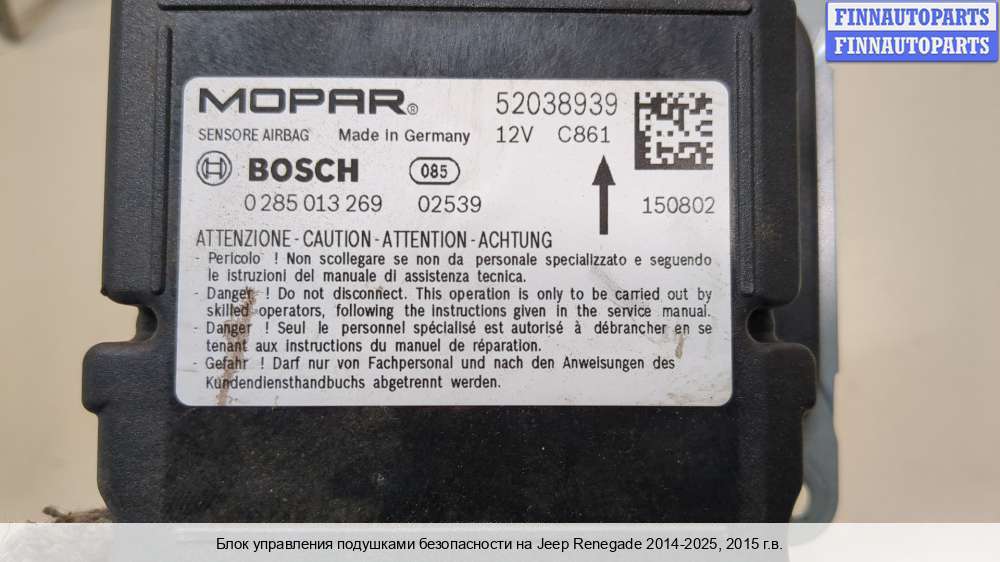 FINNAUTOPARTS
FINNAUTOPARTS
MOPAR® 52038939
SENSORE AIRBAG Made in Germany 12V C861
BOSCH 085
0 285 013 269 02539 150802
ATTENZIONE - CAUTION - ATTENTION - ACHTUNG
- Pericolo ! Non scollegare se non da personale specializzato e seguendo
le istruzioni del manuale di assistenza tecnica.
- Danger ! Do not disconnect. This operation is only to be carried out by
skilled operators, following the instructions given in the service manual.
- Danger ! Seul le personnel spécialisé est autorisé à débrancher en se
tenant aux instructions du manuel de réparation.
- Gefahr ! Darf nur von Fachpersonal und nach den Anweisungen des
Kundendiensthandbuchs abgetrennt werden.
Блок управления подушками безопасности на Jeep Renegade 2014-2025, 2015 г.в.